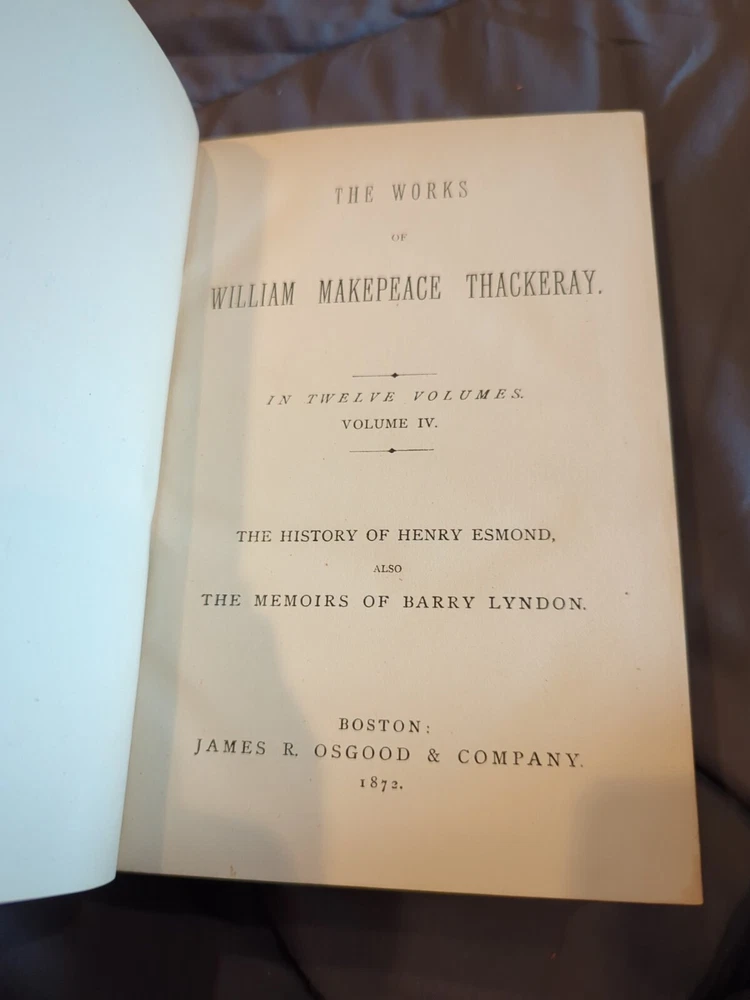 THE WORKS
OF
WILLIAM MAKEPEACE THACKERAY.
IN TWELVE VOLUMES.
VOLUME IV.
THE HISTORY OF HENRY ESMOND,
ALSO
THE MEMOIRS OF BARRY LYNDON.
BOSTON:
JAMES R. OSGOOD & COMPANY.
1872.